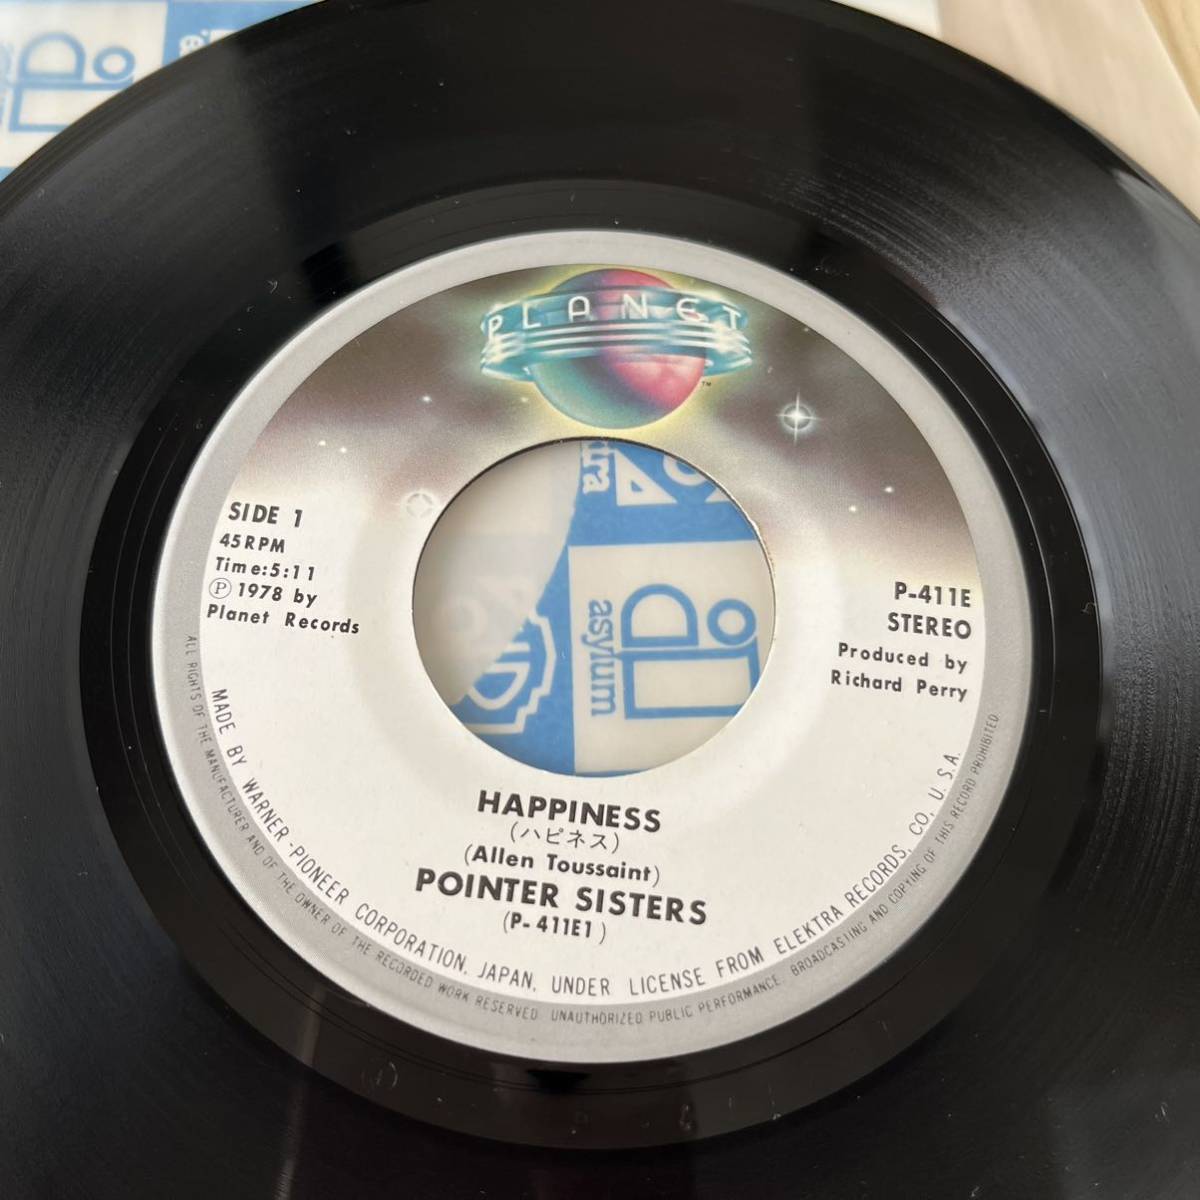 PLANET
TM
SIDE 1
45RPM
Time:5:11
Ⓟ 1978 by
Planet Records
P-411E
STEREO
Produced by
Richard Perry
HAPPINESS
(ハピネス)
(Allen Toussaint)
POINTER SISTERS
(P-411E1)
MADE BY WARNER-PIONEER CORPORATION, JAPAN, UNDER LICENSE FROM ELEKTRA RECORDS, CO, U.S.A.
ALL RIGHTS OF THE MANUFACTURER AND OF THE OWNER OF THE RECORDED WORK RESERVED. UNAUTHORIZED PUBLIC PERFORMANCE, BROADCASTING AND COPYING OF THIS RECORD PROHIBITED.
asylum